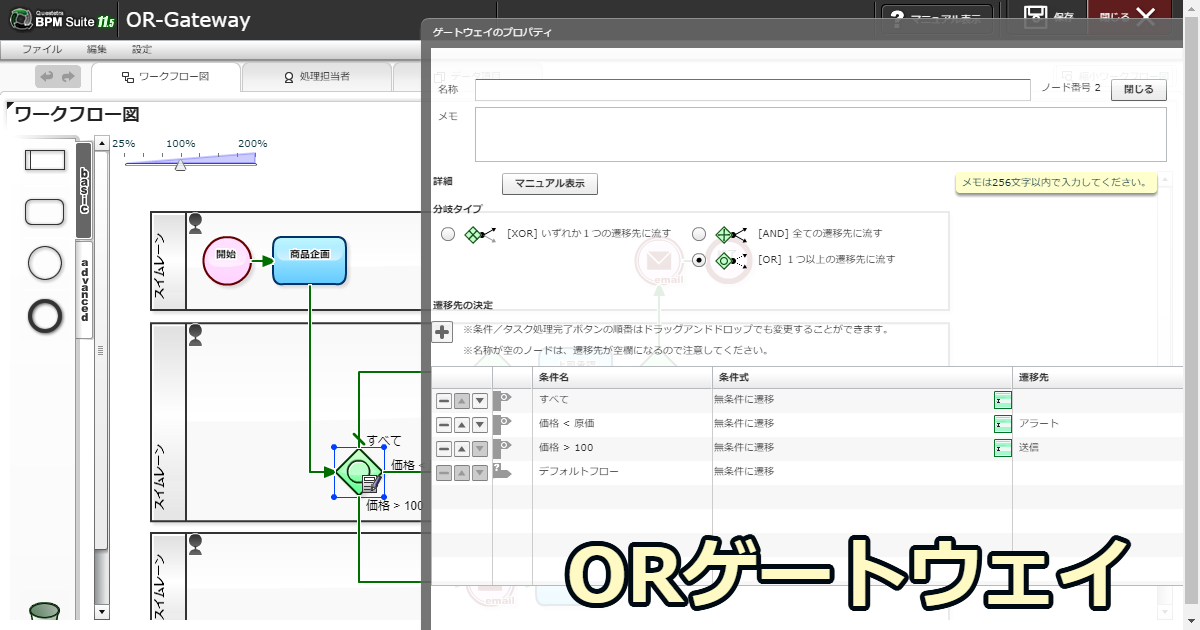 Questetra
BPM Suite 11.5
OR-Gateway
マニュアル表示
保存
閉じる
ファイル
編集
設定
ワークフロー図
処理担当者
データ項目
ワークフロー図
25%
100%
200%
basic
advanced
スイムレーン
開始
商品企画
スイムレーン
すべて
価格 <
価格 > 100
スイムレーン
ゲートウェイのプロパティ
名称
ノード番号 2
閉じる
メモ
詳細
マニュアル表示
メモは256文字以内で入力してください。
分岐タイプ
[XOR] いずれか１つの遷移先に流す
[AND] 全ての遷移先に流す
[OR] １つ以上の遷移先に流す
email
遷移先の決定
※条件／タスク処理完了ボタンの順番はドラッグアンドドロップでも変更することができます。
※名称が空のノードは、遷移先が空欄になるので注意してください。
条件名
条件式
遷移先
すべて
無条件に遷移
価格 < 原価
無条件に遷移
アラート
価格 > 100
無条件に遷移
送信
デフォルトフロー
無条件に遷移
email
ORゲートウェイ